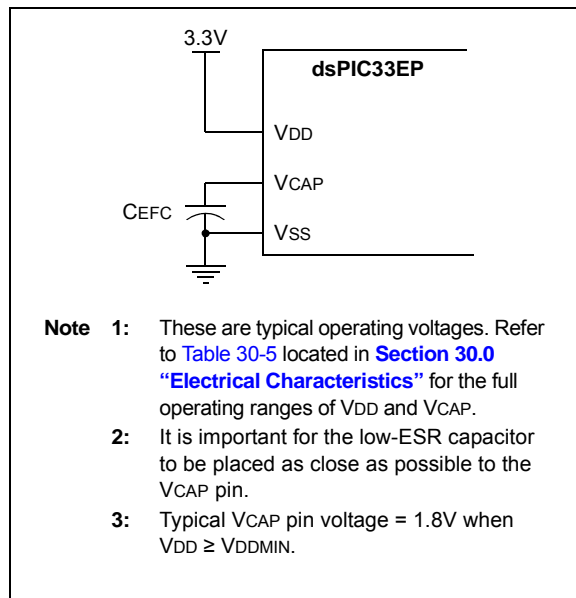 3.3V
dsPIC33EP
VDD
VCAP
CEFC
VSS
Note 1: These are typical operating voltages. Refer
to Table 30-5 located in Section 30.0
“Electrical Characteristics” for the full
operating ranges of VDD and VCAP.
2: It is important for the low-ESR capacitor
to be placed as close as possible to the
VCAP pin.
3: Typical VCAP pin voltage = 1.8V when
VDD ≥ VDDMIN.